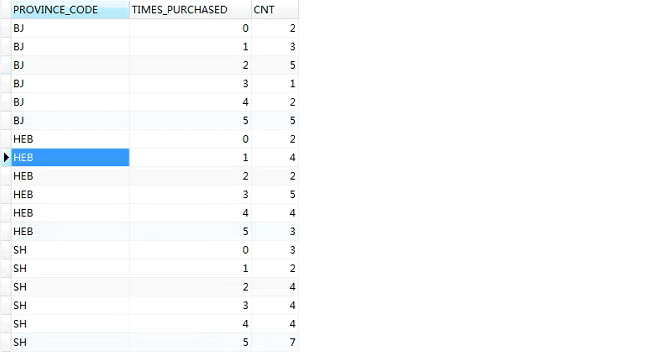 PROVINCE_CODE TIMES_PURCHASED CNT
BJ 0 2
BJ 1 3
BJ 2 5
BJ 3 1
BJ 4 2
BJ 5 5
HEB 0 2
HEB 1 4
HEB 2 2
HEB 3 5
HEB 4 4
HEB 5 3
SH 0 3
SH 1 2
SH 2 4
SH 3 4
SH 4 4
SH 5 7